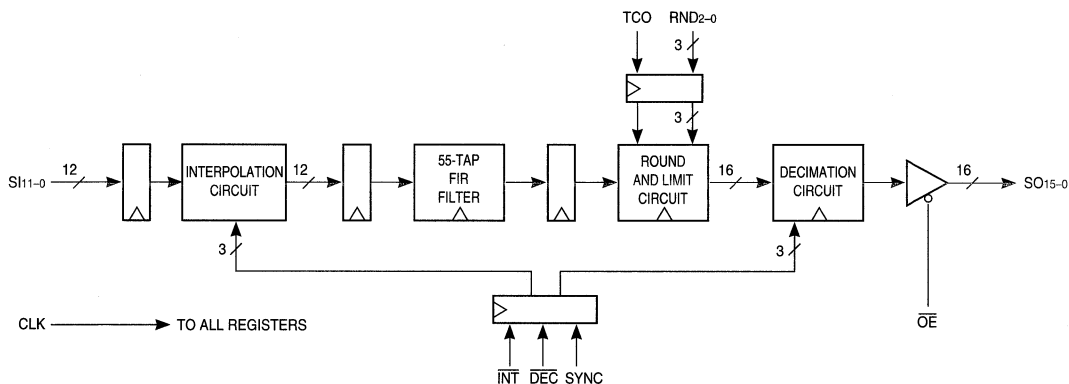 TCO RND2–0
3
3
12
SI11–0
INTERPOLATION
CIRCUIT
12
55-TAP
FIR
FILTER
ROUND
AND LIMIT
CIRCUIT
16
DECIMATION
CIRCUIT
16
SO15–0
3
3
CLK TO ALL REGISTERS
OE
INT DEC SYNC